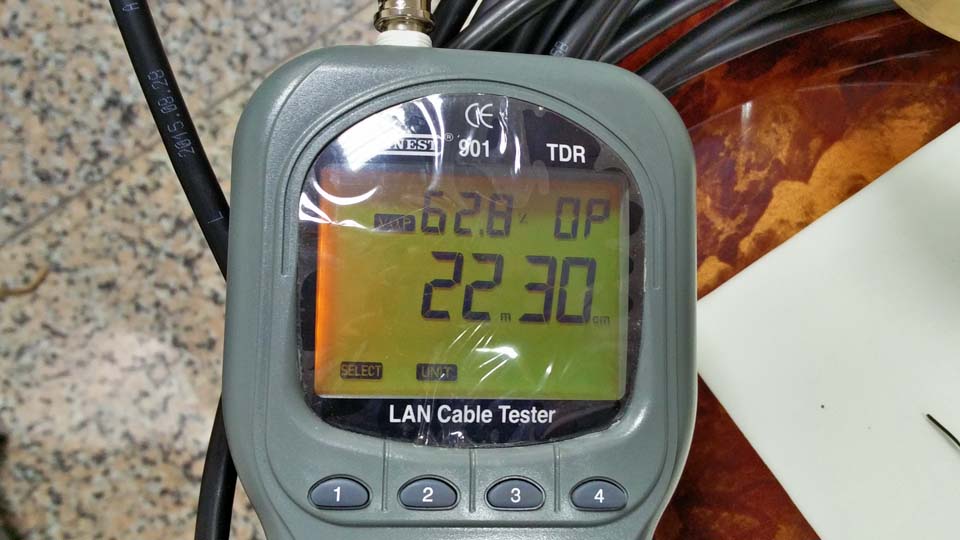 2015.08.28
L
CE
NEST® 901 TDR
62.8 % OP
22 m 30 cm
SELECT UNIT
LAN Cable Tester
1 2 3 4